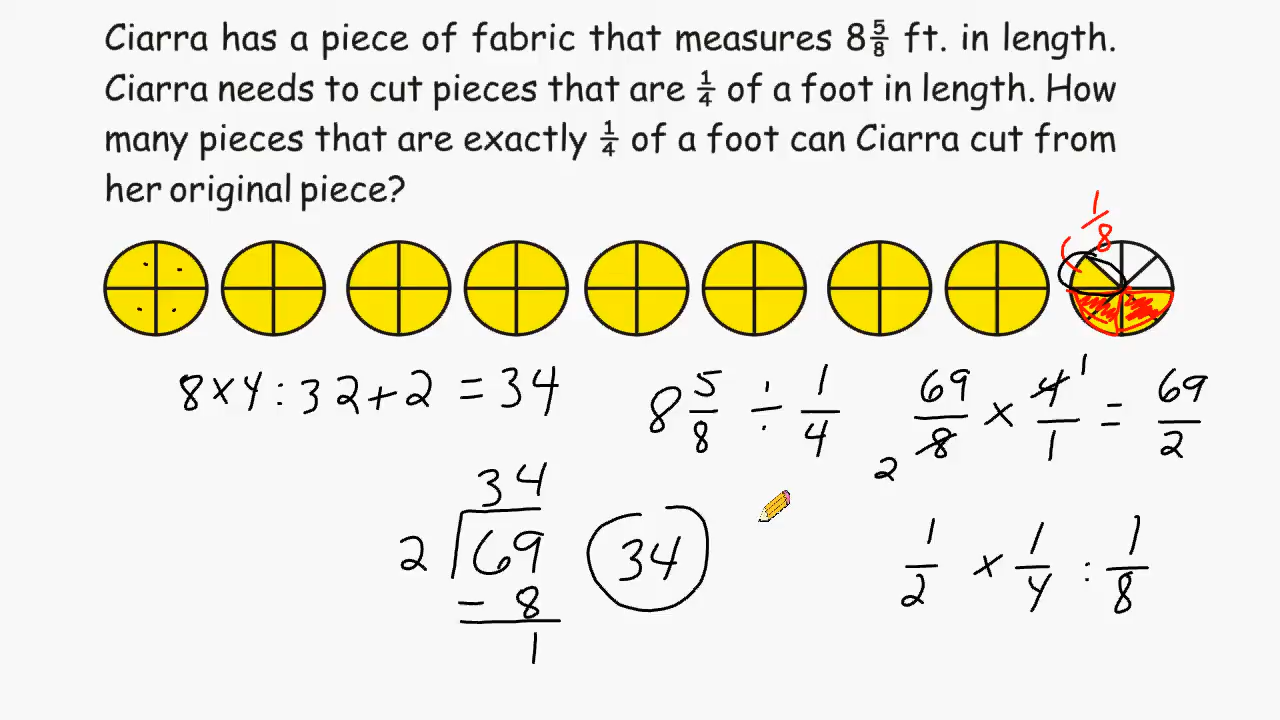 Ciarra has a piece of fabric that measures 8 5/8 ft. in length.
Ciarra needs to cut pieces that are 1/4 of a foot in length. How
many pieces that are exactly 1/4 of a foot can Ciarra cut from
her original piece?
1/8
8 x 4 : 32 + 2 = 34
8 5/8 ÷ 1/4
69/8 x 4/1 = 69/2
1
2
34
2 69
- 8
1
34
1/2 x 1/4 : 1/8